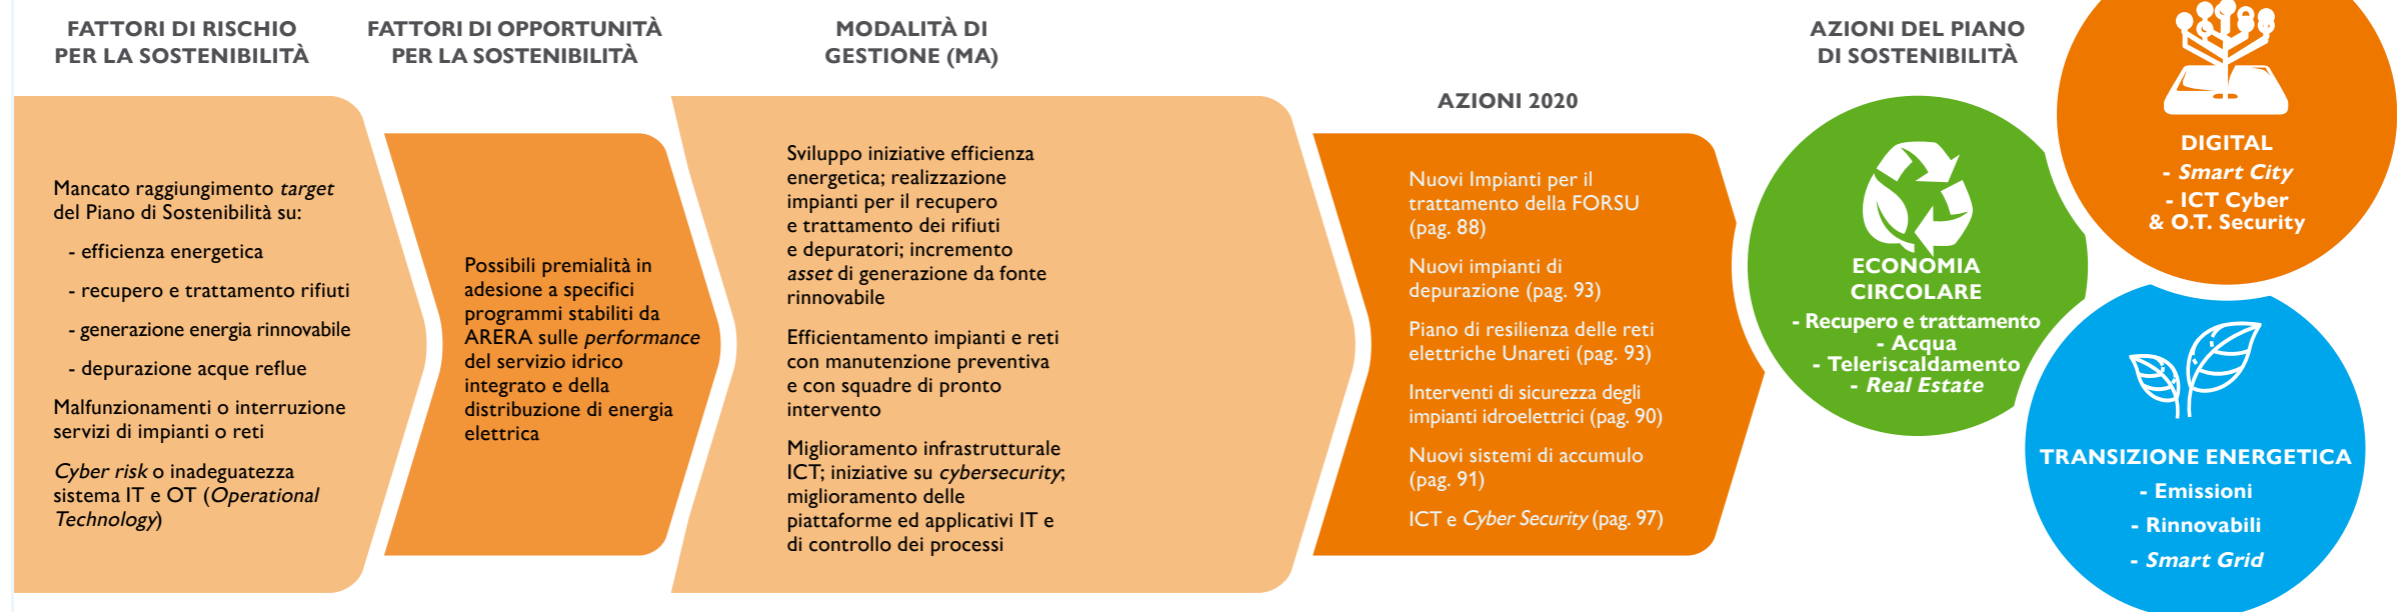 FATTORI DI RISCHIO
PER LA SOSTENIBILITÀ
Mancato raggiungimento target
del Piano di Sostenibilità su:
- efficienza energetica
- recupero e trattamento rifiuti
- generazione energia rinnovabile
- depurazione acque reflue
Malfunzionamenti o interruzione
servizi di impianti o reti
Cyber risk o inadeguatezza
sistema IT e OT (Operational
Technology)
FATTORI DI OPPORTUNITÀ
PER LA SOSTENIBILITÀ
Possibili premialità in
adesione a specifici
programmi stabiliti da
ARERA sulle performance
del servizio idrico
integrato e della
distribuzione di energia
elettrica
MODALITÀ DI
GESTIONE (MA)
Sviluppo iniziative efficienza
energetica; realizzazione
impianti per il recupero
e trattamento dei rifiuti
e depuratori; incremento
asset di generazione da fonte
rinnovabile
Efficientamento impianti e reti
con manutenzione preventiva
e con squadre di pronto
intervento
Miglioramento infrastrutturale
ICT; iniziative su cybersecurity;
miglioramento delle
piattaforme ed applicativi IT e
di controllo dei processi
AZIONI 2020
Nuovi Impianti per il
trattamento della FORSU
(pag. 88)
Nuovi impianti di
depurazione (pag. 93)
Piano di resilienza delle reti
elettriche Unareti (pag. 93)
Interventi di sicurezza degli
impianti idroelettrici (pag. 90)
Nuovi sistemi di accumulo
(pag. 91)
ICT e Cyber Security (pag. 97)
AZIONI DEL PIANO
DI SOSTENIBILITÀ
ECONOMIA
CIRCOLARE
- Recupero e trattamento
- Acqua
- Teleriscaldamento
- Real Estate
DIGITAL
- Smart City
- ICT Cyber
& O.T. Security
TRANSIZIONE ENERGETICA
- Emissioni
- Rinnovabili
- Smart Grid